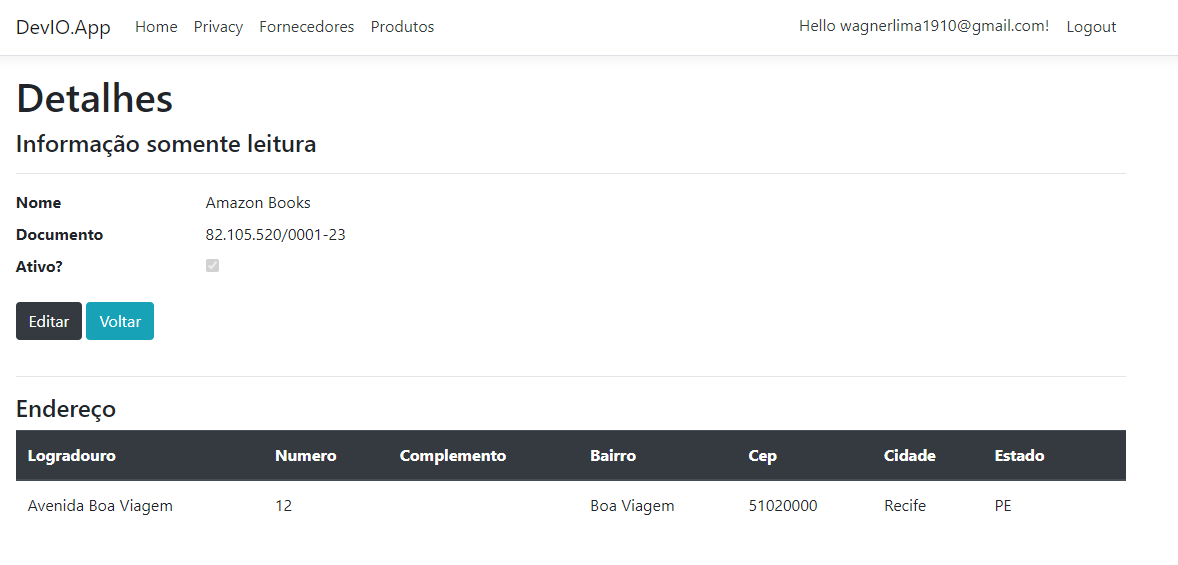 DevIO.App Home Privacy Fornecedores Produtos Hello wagnerlima1910@gmail.com! Logout
Detalhes
Informação somente leitura
Nome Amazon Books
Documento 82.105.520/0001-23
Ativo?
Editar Voltar
Endereço
Logradouro Numero Complemento Bairro Cep Cidade Estado
Avenida Boa Viagem 12 Boa Viagem 51020000 Recife PE